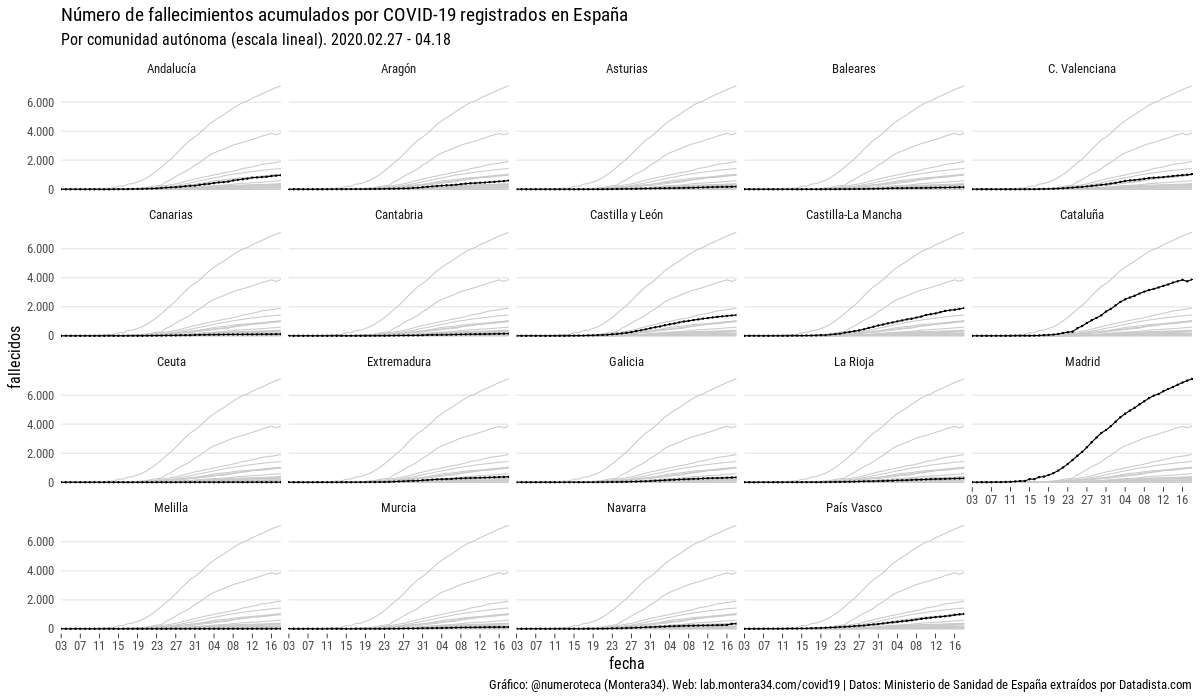 Número de fallecimientos acumulados por COVID-19 registrados en España
Por comunidad autónoma (escala lineal). 2020.02.27 - 04.18
Andalucía Aragón Asturias Baleares C. Valenciana
6.000
4.000
2.000
0
Canarias Cantabria Castilla y León Castilla-La Mancha Cataluña
6.000
4.000
2.000
0
fallecidos
Ceuta Extremadura Galicia La Rioja Madrid
6.000
4.000
2.000
0
03 07 11 15 19 23 27 31 04 08 12 16
Melilla Murcia Navarra País Vasco
6.000
4.000
2.000
0
03 07 11 15 19 23 27 31 04 08 12 16 03 07 11 15 19 23 27 31 04 08 12 16 03 07 11 15 19 23 27 31 04 08 12 16 03 07 11 15 19 23 27 31 04 08 12 16
fecha
Gráfico: @numeroteca (Montera34). Web: lab.montera34.com/covid19 | Datos: Ministerio de Sanidad de España extraídos por Datadista.com